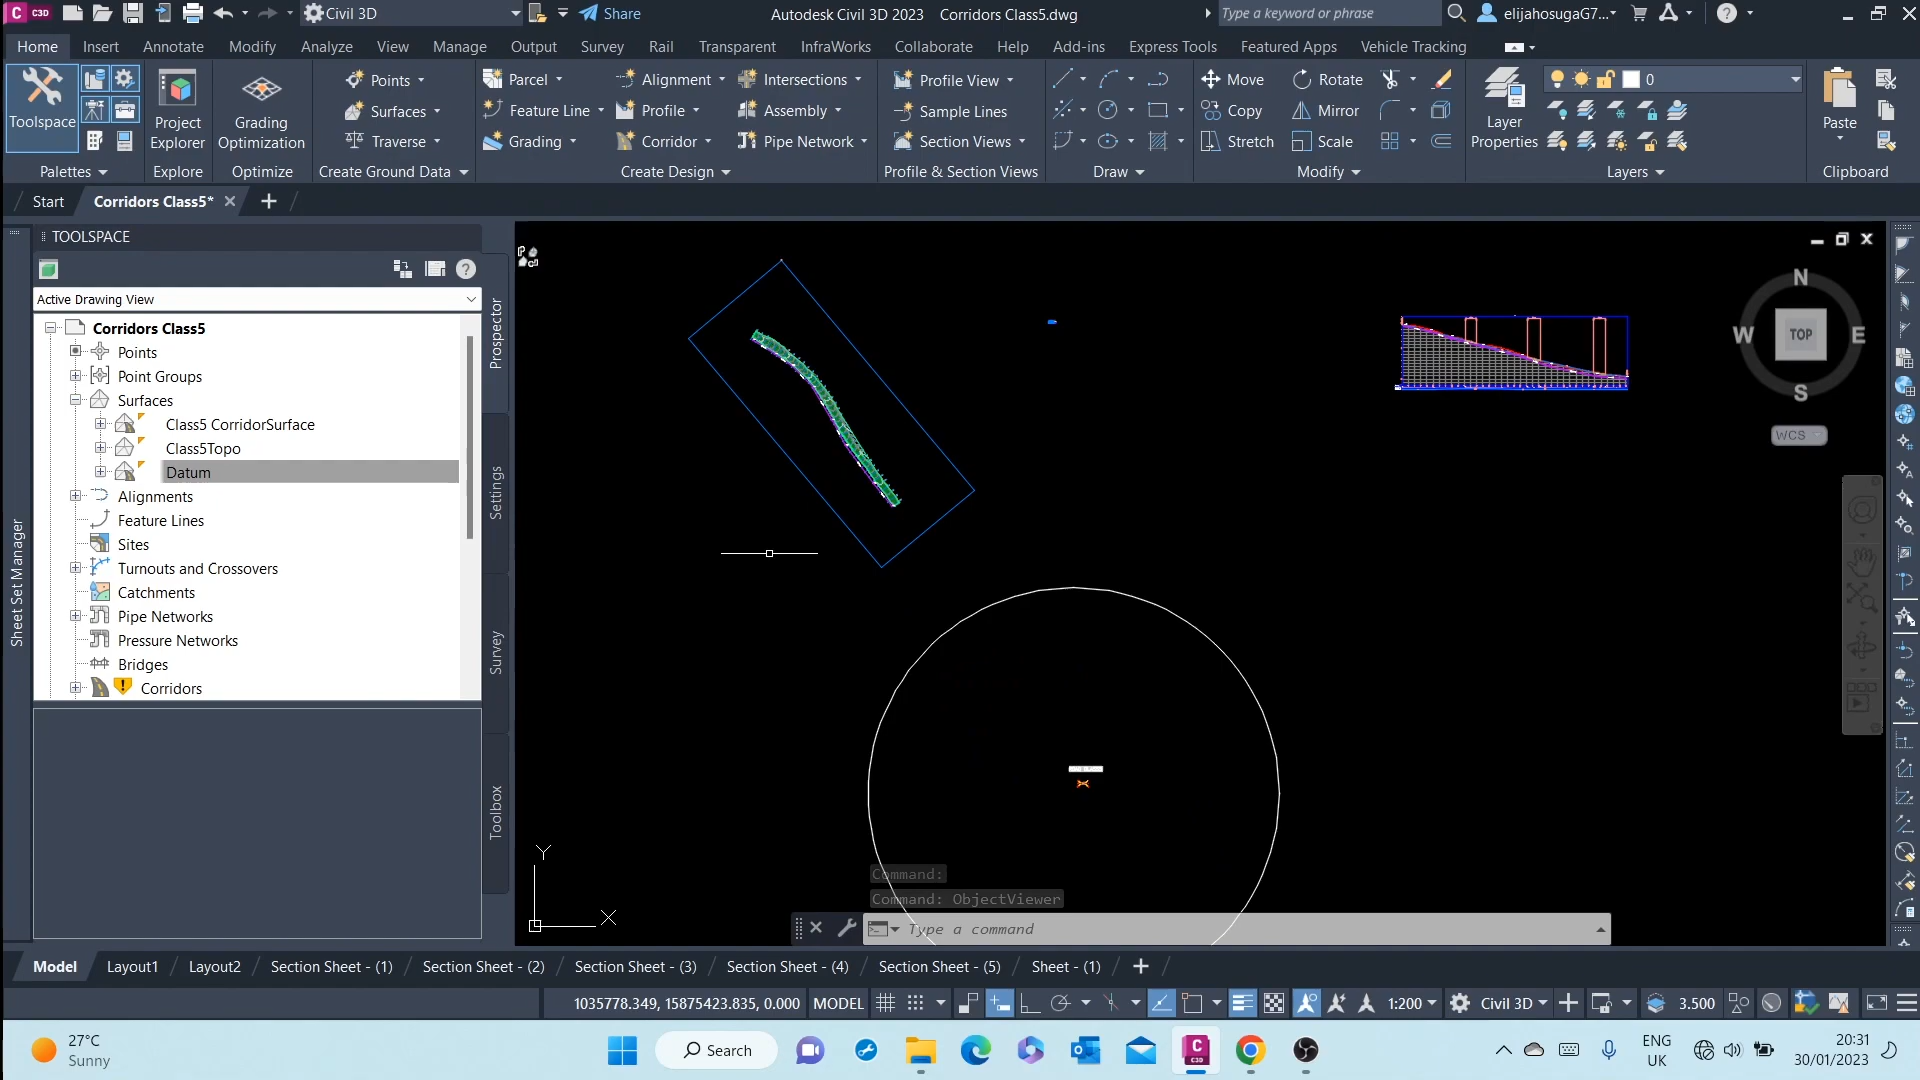 C3D
Civil 3D
Share
Autodesk Civil 3D 2023 Corridors Class5.dwg
Type a keyword or phrase
elijahosugaG7...
Home Insert Annotate Modify Analyze View Manage Output Survey Rail Transparent InfraWorks Collaborate Help Add-ins Express Tools Featured Apps Vehicle Tracking
Toolspace
Palettes
Project Explorer
Explore
Grading Optimization
Optimize
Points
Surfaces
Traverse
Create Ground Data
Parcel
Feature Line
Grading
Alignment
Profile
Corridor
Intersections
Assembly
Pipe Network
Create Design
Profile View
Sample Lines
Section Views
Profile & Section Views
Draw
Move
Copy
Stretch
Rotate
Mirror
Scale
Modify
Layer Properties
0
Layers
Paste
Clipboard
Start
Corridors Class5*
TOOLSPACE
Active Drawing View
Corridors Class5
Points
Point Groups
Surfaces
Class5 CorridorSurface
Class5Topo
Datum
Alignments
Feature Lines
Sites
Turnouts and Crossovers
Catchments
Pipe Networks
Pressure Networks
Bridges
Corridors
Sheet Set Manager
Prospector
Settings
Survey
Toolbox
N
W
TOP
E
S
WCS
Y
X
Command:
Command: ObjectViewer
Type a command
Model Layout1 Layout2 Section Sheet - (1) Section Sheet - (2) Section Sheet - (3) Section Sheet - (4) Section Sheet - (5) Sheet - (1)
1035778.349, 15875423.835, 0.000 MODEL 1:200 Civil 3D 3.500
27°C
Sunny
Search
C3D
ENG
UK
20:31
30/01/2023